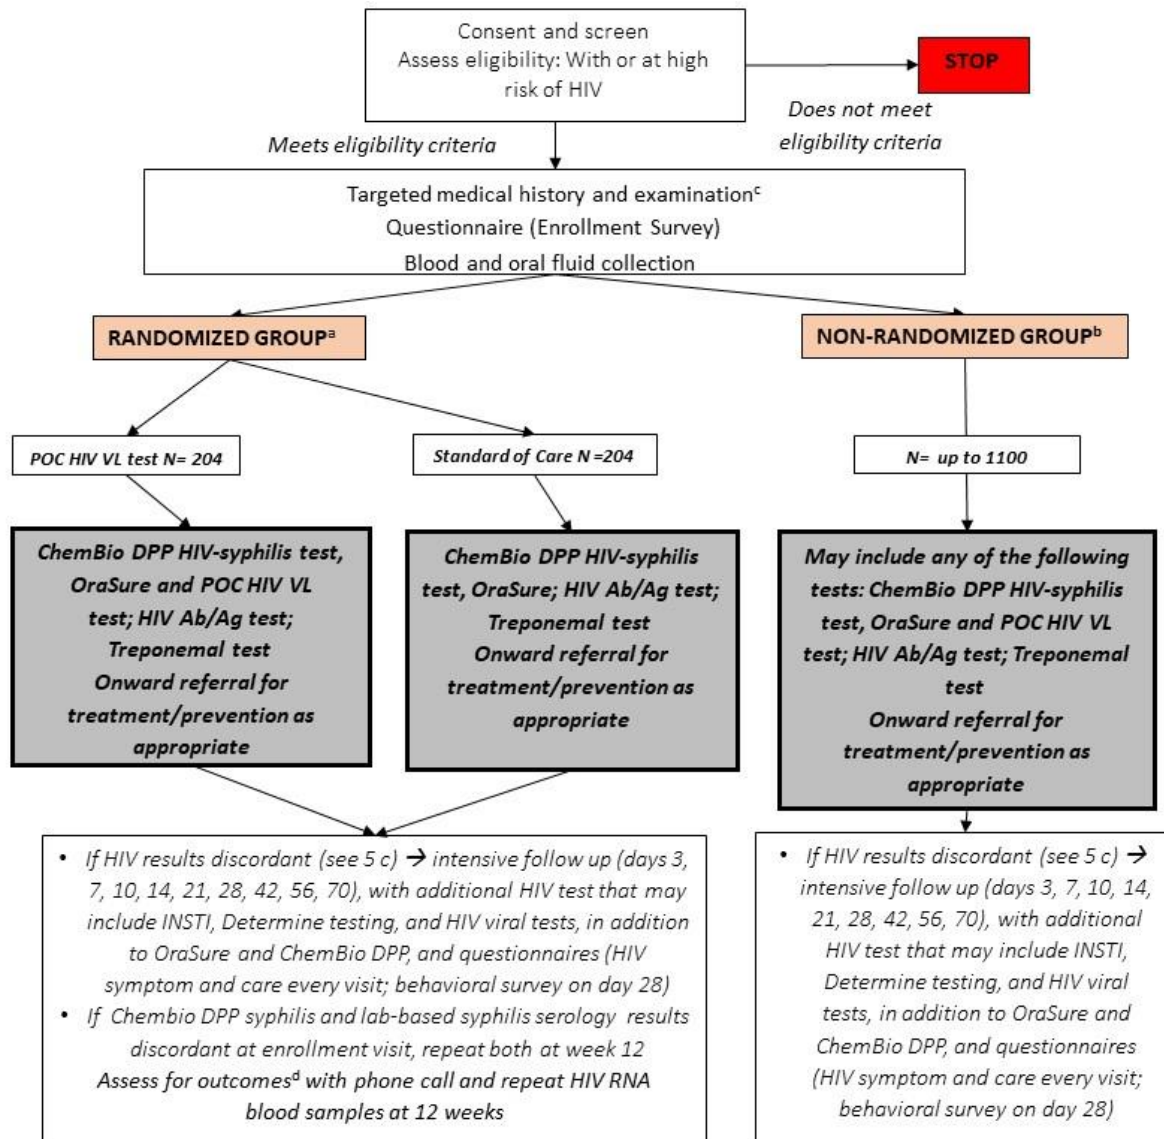 Consent and screen
Assess eligibility: With or at high
risk of HIV
STOP
Does not meet
eligibility criteria
Meets eligibility criteria
Targeted medical history and examinationᶜ
Questionnaire (Enrollment Survey)
Blood and oral fluid collection
RANDOMIZED GROUPᵃ
NON-RANDOMIZED GROUPᵇ
POC HIV VL test N= 204
Standard of Care N =204
N= up to 1100
ChemBio DPP HIV-syphilis test,
OraSure and POC HIV VL
test; HIV Ab/Ag test;
Treponemal test
Onward referral for
treatment/prevention as
appropriate
ChemBio DPP HIV-syphilis
test, OraSure; HIV Ab/Ag test;
Treponemal test
Onward referral for
treatment/prevention as
appropriate
May include any of the following
tests: ChemBio DPP HIV-syphilis
test, OraSure and POC HIV VL
test; HIV Ab/Ag test; Treponemal
test
Onward referral for
treatment/prevention as
appropriate
• If HIV results discordant (see 5 c) → intensive follow up (days 3,
7, 10, 14, 21, 28, 42, 56, 70), with additional HIV test that may
include INSTI, Determine testing, and HIV viral tests, in addition
to OraSure and ChemBio DPP, and questionnaires (HIV
symptom and care every visit; behavioral survey on day 28)
• If Chembio DPP syphilis and lab-based syphilis serology results
discordant at enrollment visit, repeat both at week 12
Assess for outcomesᵈ with phone call and repeat HIV RNA
blood samples at 12 weeks
• If HIV results discordant (see 5 c) →
intensive follow up (days 3, 7, 10, 14,
21, 28, 42, 56, 70), with additional
HIV test that may include INSTI,
Determine testing, and HIV viral
tests, in addition to OraSure and
ChemBio DPP, and questionnaires
(HIV symptom and care every visit;
behavioral survey on day 28)